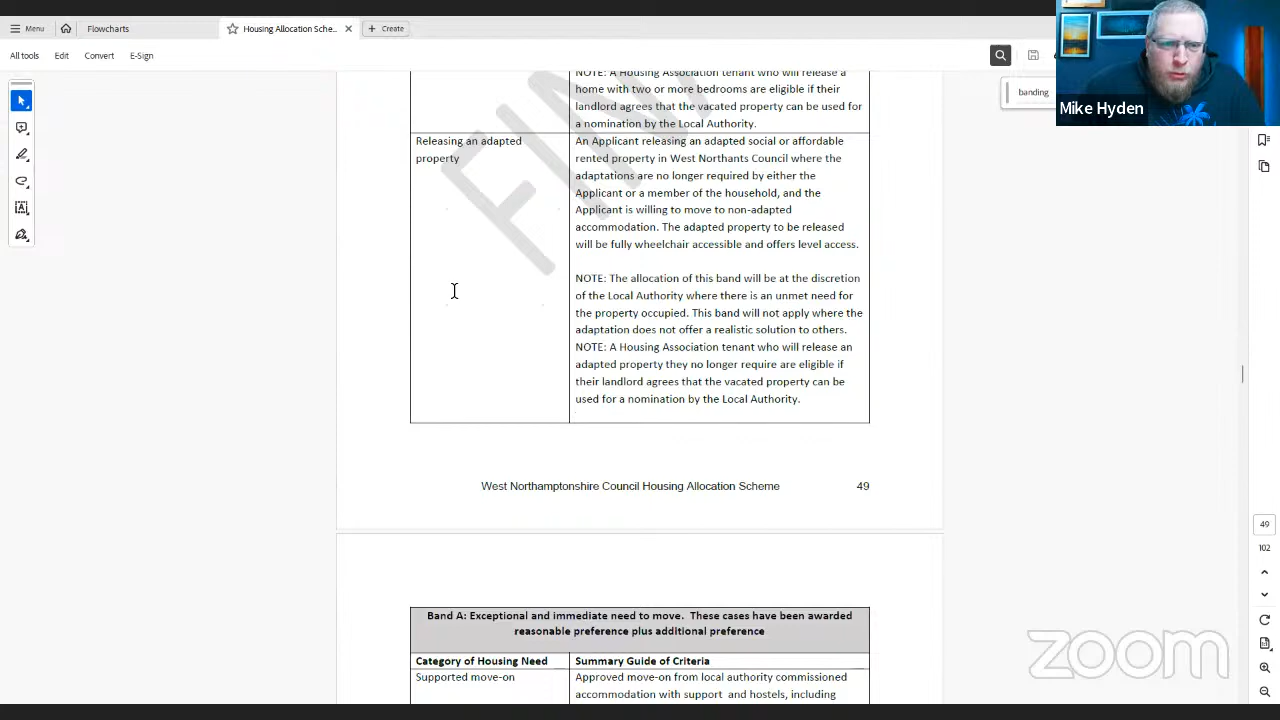 Menu
Flowcharts
Housing Allocation Sche...
Create
All tools
Edit
Convert
E-Sign
banding
Mike Hyden
NOTE: A Housing Association tenant who will release a
home with two or more bedrooms are eligible if their
landlord agrees that the vacated property can be used for
a nomination by the Local Authority.
Releasing an adapted
property
An Applicant releasing an adapted social or affordable
rented property in West Northants Council where the
adaptations are no longer required by either the
Applicant or a member of the household, and the
Applicant is willing to move to non-adapted
accommodation. The adapted property to be released
will be fully wheelchair accessible and offers level access.
NOTE: The allocation of this band will be at the discretion
of the Local Authority where there is an unmet need for
the property occupied. This band will not apply where the
adaptation does not offer a realistic solution to others.
NOTE: A Housing Association tenant who will release an
adapted property they no longer require are eligible if
their landlord agrees that the vacated property can be
used for a nomination by the Local Authority.
West Northamptonshire Council Housing Allocation Scheme 49
49
102
Band A: Exceptional and immediate need to move. These cases have been awarded
reasonable preference plus additional preference
Category of Housing Need
Summary Guide of Criteria
Supported move-on
Approved move-on from local authority commissioned
accommodation with support and hostels, including
zoom